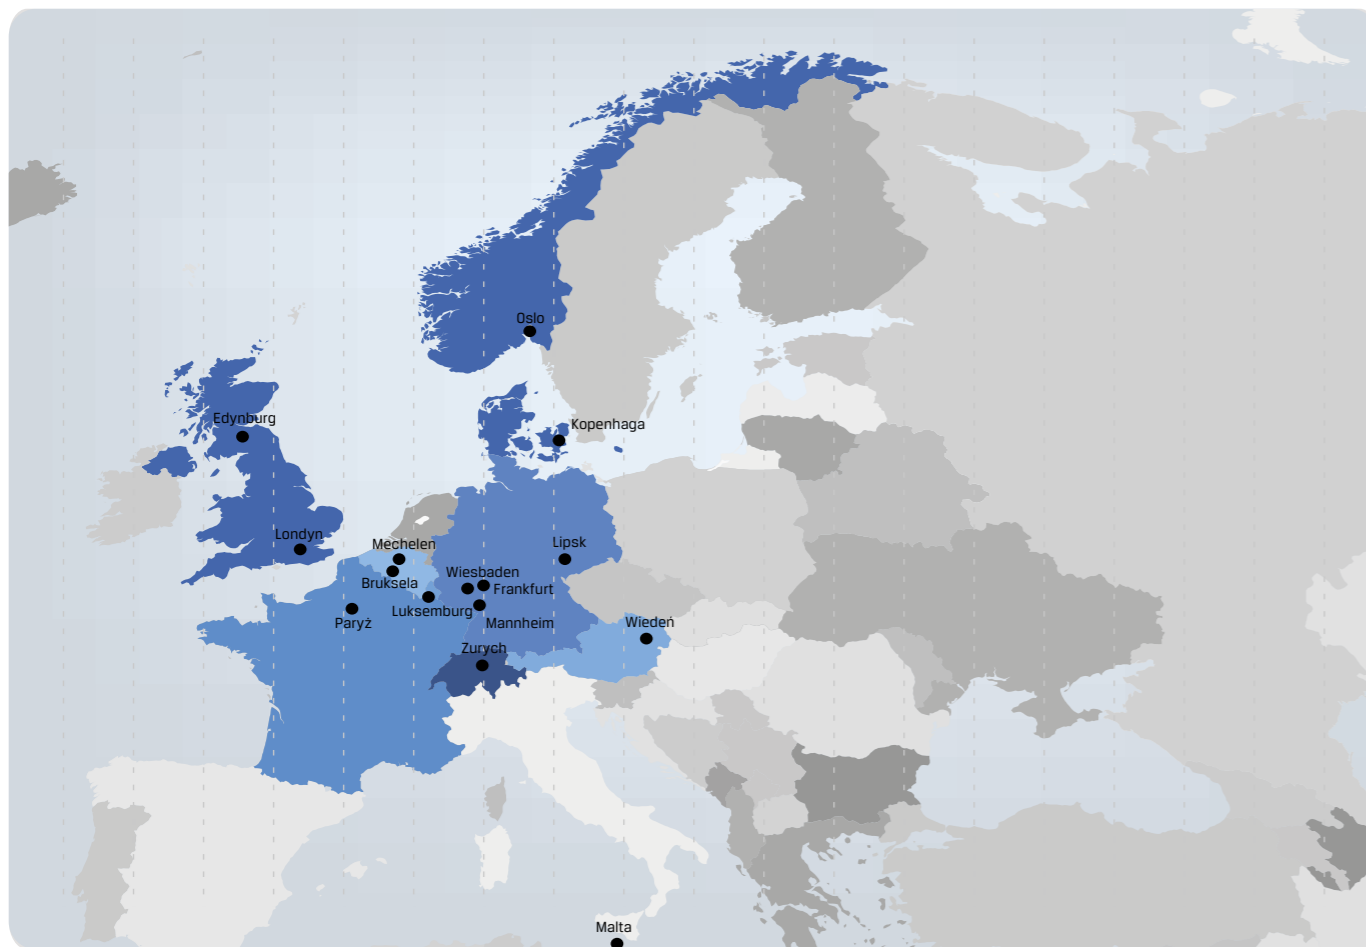 Oslo
Edynburg
Kopenhaga
Londyn
Mechelen
Lipsk
Bruksela
Wiesbaden
Frankfurt
Luksemburg
Paryż
Mannheim
Wiedeń
Zurych
Malta